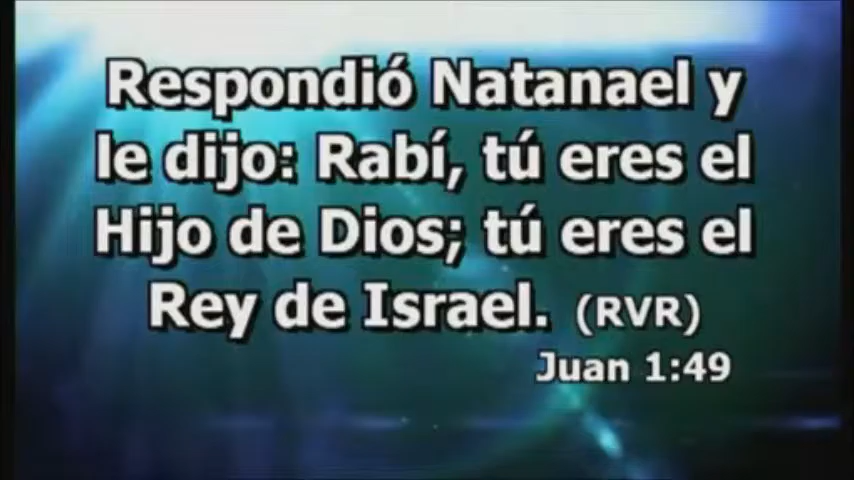 Respondió Natanael y
le dijo: Rabí, tú eres el
Hijo de Dios; tú eres el
Rey de Israel. (RVR)
Juan 1:49